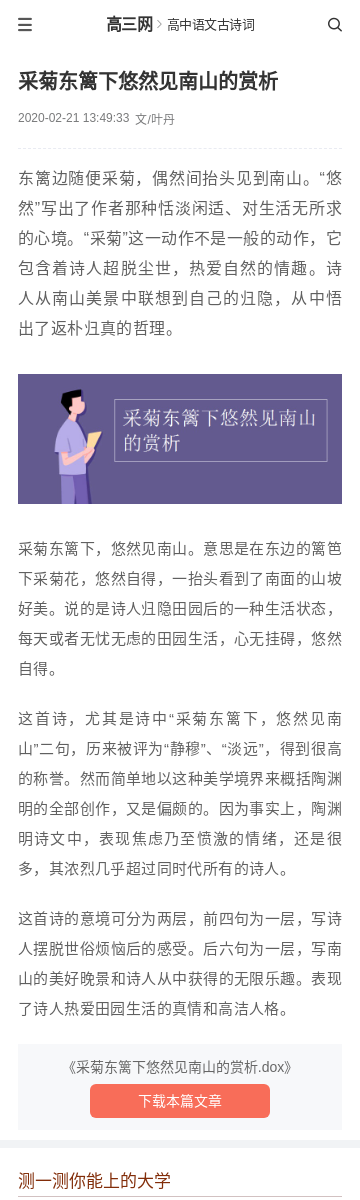 高三网 > 高中语文古诗词
采菊东篱下悠然见南山的赏析
2020-02-21 13:49:33 文/叶丹
东篱边随便采菊，偶然间抬头见到南山。“悠
然”写出了作者那种恬淡闲适、对生活无所求
的心境。“采菊”这一动作不是一般的动作，它
包含着诗人超脱尘世，热爱自然的情趣。诗
人从南山美景中联想到自己的归隐，从中悟
出了返朴归真的哲理。
采菊东篱下悠然见南山
的赏析
采菊东篱下，悠然见南山。意思是在东边的篱笆
下采菊花，悠然自得，一抬头看到了南面的山坡
好美。说的是诗人归隐田园后的一种生活状态，
每天或者无忧无虑的田园生活，心无挂碍，悠然
自得。
这首诗，尤其是诗中“采菊东篱下，悠然见南
山”二句，历来被评为“静穆”、“淡远”，得到很高
的称誉。然而简单地以这种美学境界来概括陶渊
明的全部创作，又是偏颇的。因为事实上，陶渊
明诗文中，表现焦虑乃至愤激的情绪，还是很
多，其浓烈几乎超过同时代所有的诗人。
这首诗的意境可分为两层，前四句为一层，写诗
人摆脱世俗烦恼后的感受。后六句为一层，写南
山的美好晚景和诗人从中获得的无限乐趣。表现
了诗人热爱田园生活的真情和高洁人格。
《采菊东篱下悠然见南山的赏析.dox》
下载本篇文章
测一测你能上的大学